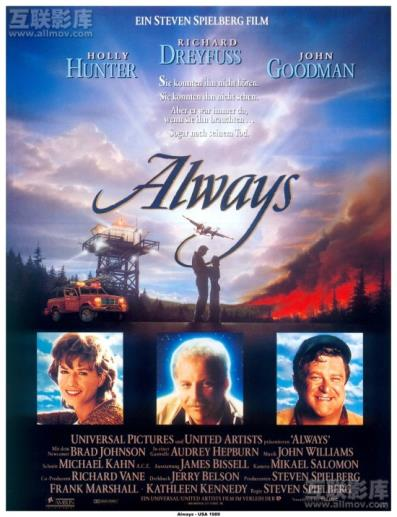 互联影库
www.allmov.com
EIN STEVEN SPIELBERG FILM
HOLLY HUNTER
RICHARD DREYFUSS
JOHN GOODMAN
Sie konnten ihn nicht hören.
Sie konnten ihn nicht sehen.
Aber er war immer da,
wenn sie ihn brauchten...
Sogar nach seinem Tod.
Always
UNIVERSAL PICTURES und UNITED ARTISTS präsentieren 'ALWAYS'
Mit dem Newcomer BRAD JOHNSON In einer Gastrolle AUDREY HEPBURN Musik JOHN WILLIAMS
Schnitt MICHAEL KAHN A.C.E. Ausstattung JAMES BISSELL Kamera MIKAEL SALOMON
Co-Produzent RICHARD VANE Drehbuch JERRY BELSON Produzenten STEVEN SPIELBERG
FRANK MARSHALL · KATHLEEN KENNEDY Regie STEVEN SPIELBERG
EIN UNIVERSAL/UNITED ARTISTS FILM IM VERLEIH DER
互联影库
www.allmov.com
Always - USA 1989